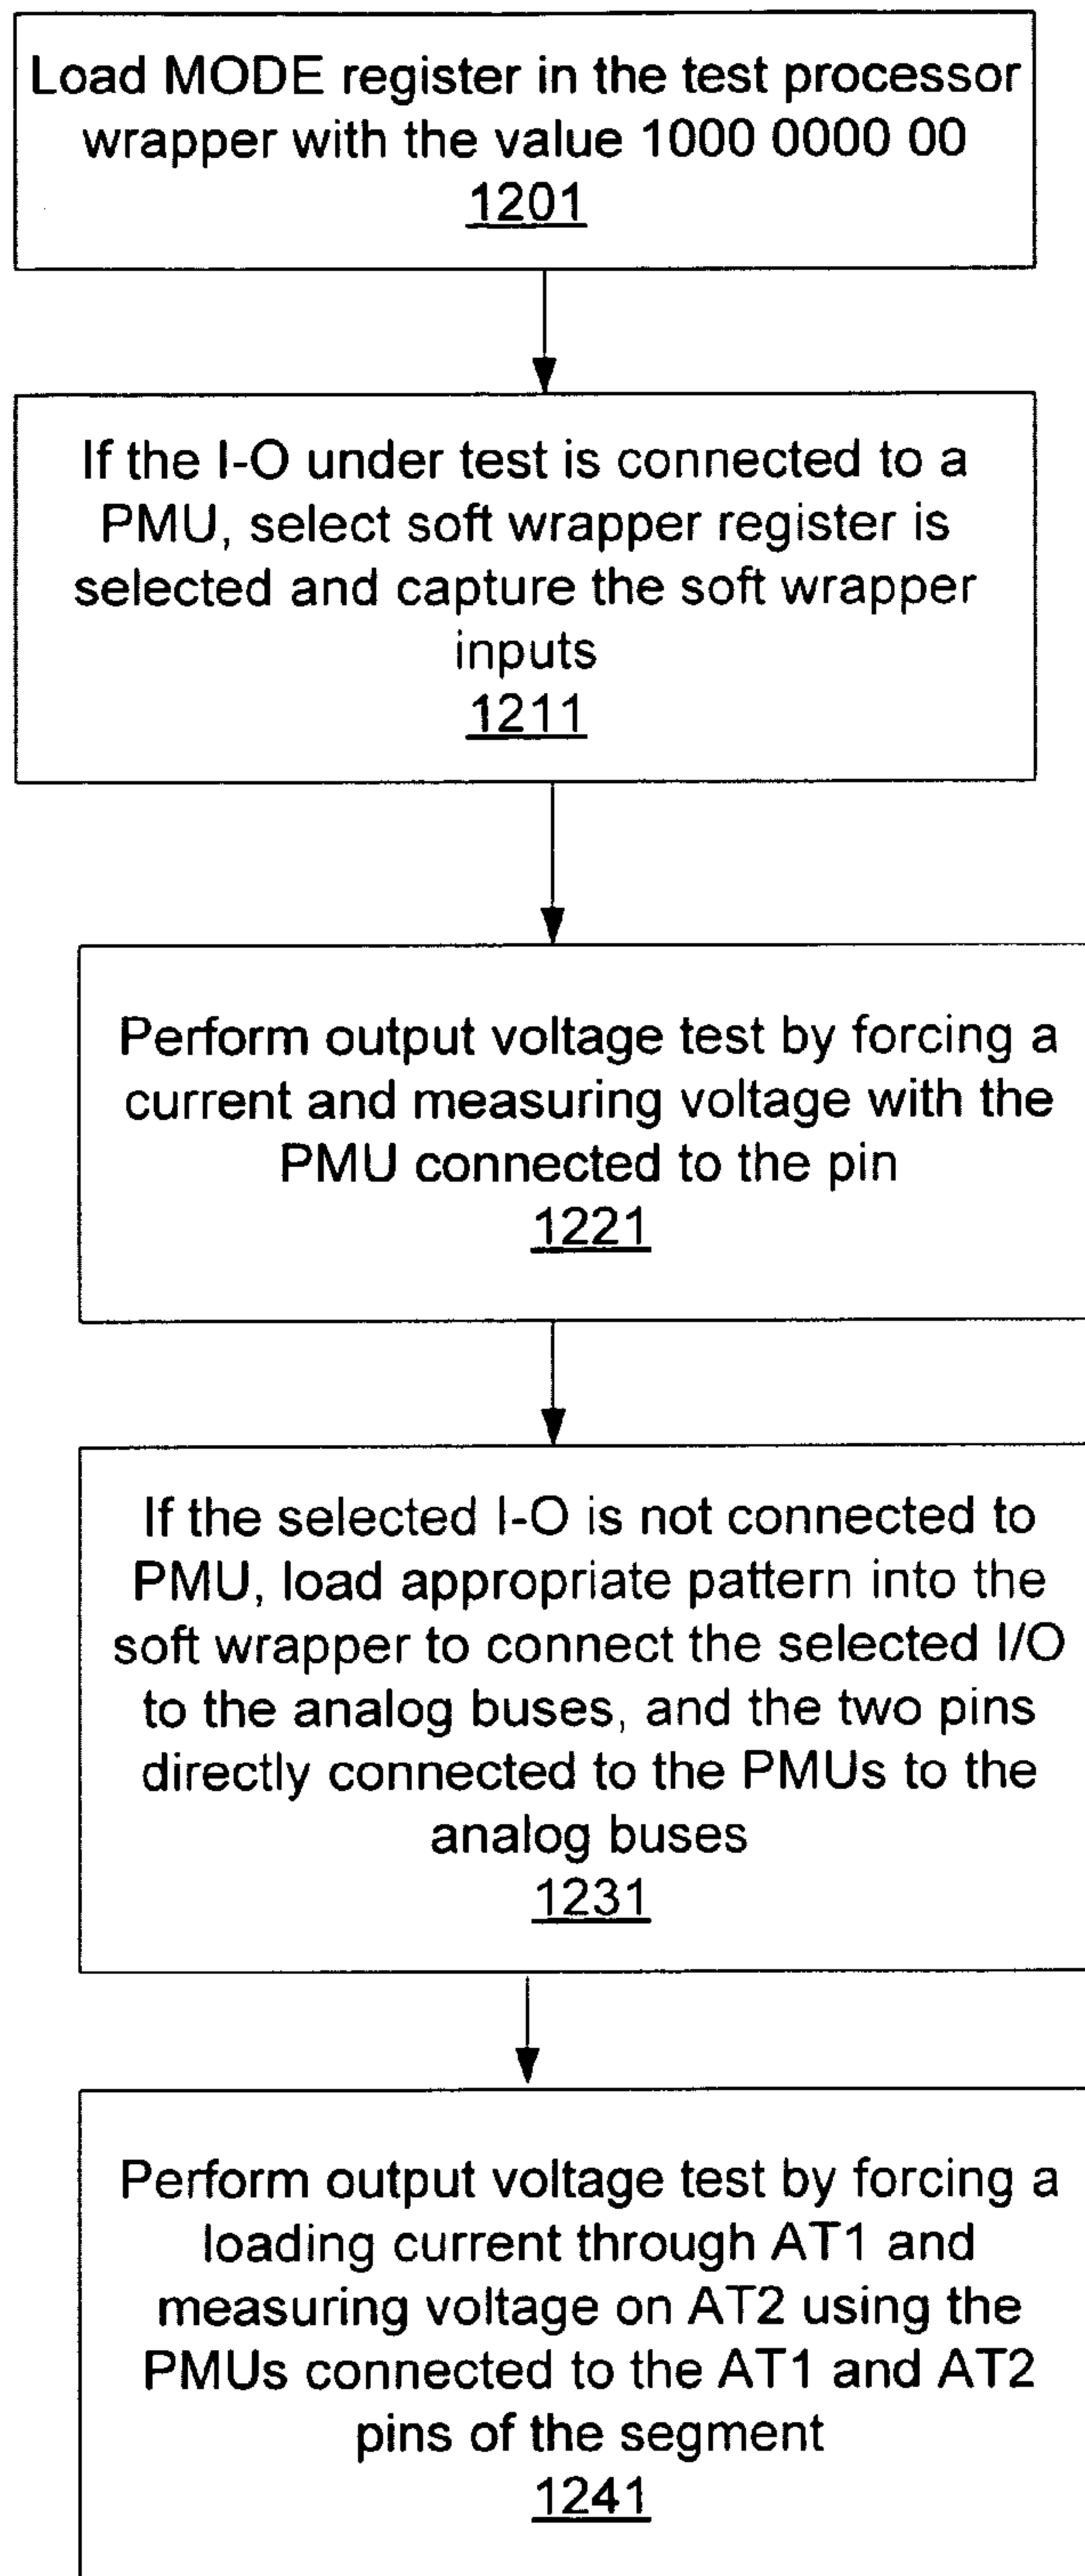 Load MODE register in the test processor
wrapper with the value 1000 0000 00
1201
If the I-O under test is connected to a
PMU, select soft wrapper register is
selected and capture the soft wrapper
inputs
1211
Perform output voltage test by forcing a
current and measuring voltage with the
PMU connected to the pin
1221
If the selected I-O is not connected to
PMU, load appropriate pattern into the
soft wrapper to connect the selected I/O
to the analog buses, and the two pins
directly connected to the PMUs to the
analog buses
1231
Perform output voltage test by forcing a
loading current through AT1 and
measuring voltage on AT2 using the
PMUs connected to the AT1 and AT2
pins of the segment
1241